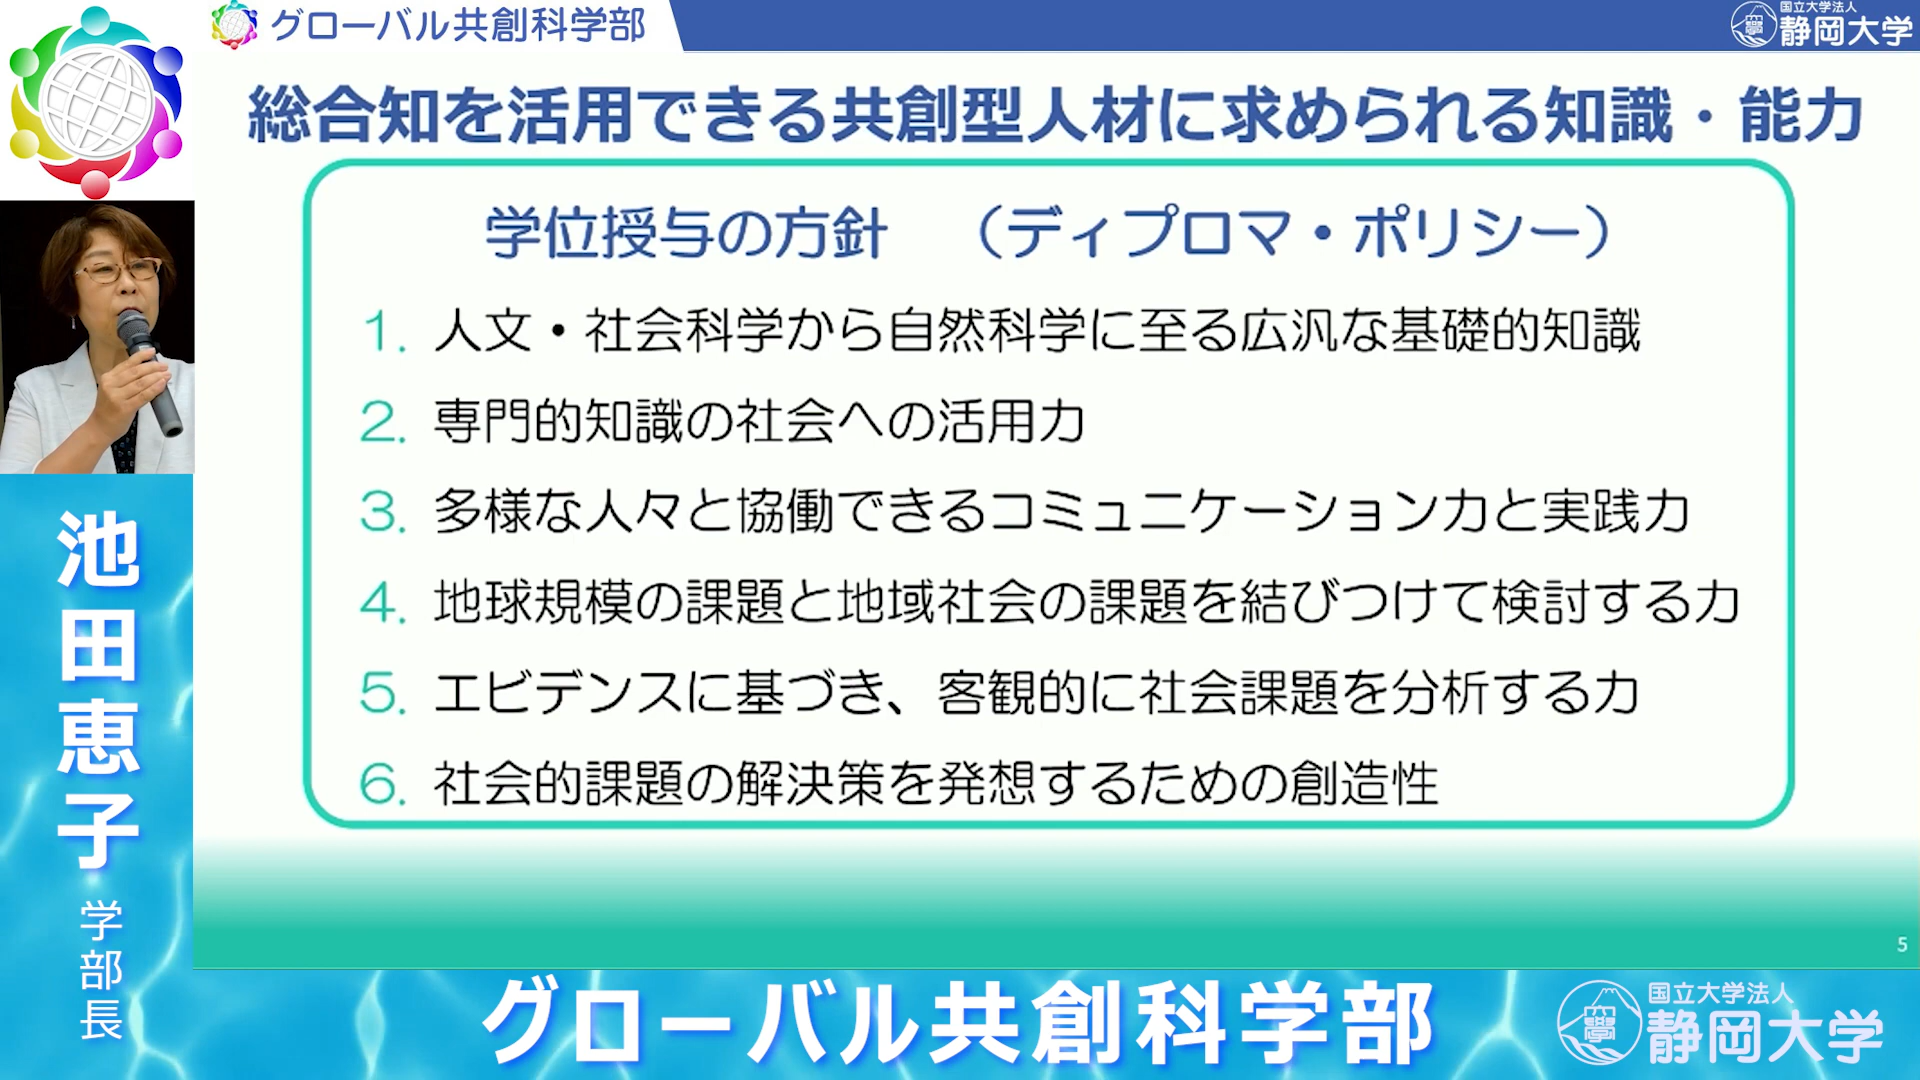 グローバル共創科学部
国立大学法人
静岡大学
総合知を活用できる共創型人材に求められる知識・能力
学位授与の方針 （ディプロマ・ポリシー）
1. 人文・社会科学から自然科学に至る広汎な基礎的知識
2. 専門的知識の社会への活用力
3. 多様な人々と協働できるコミュニケーション力と実践力
4. 地球規模の課題と地域社会の課題を結びつけて検討する力
5. エビデンスに基づき、客観的に社会課題を分析する力
6. 社会的課題の解決策を発想するための創造性
5
池田恵子
学部長
グローバル共創科学部
国立大学法人
静岡大学